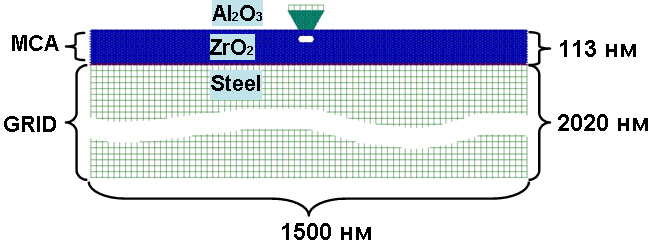 Al₂O₃
MCA
ZrO₂
113 нм
Steel
GRID
2020 нм
1500 нм